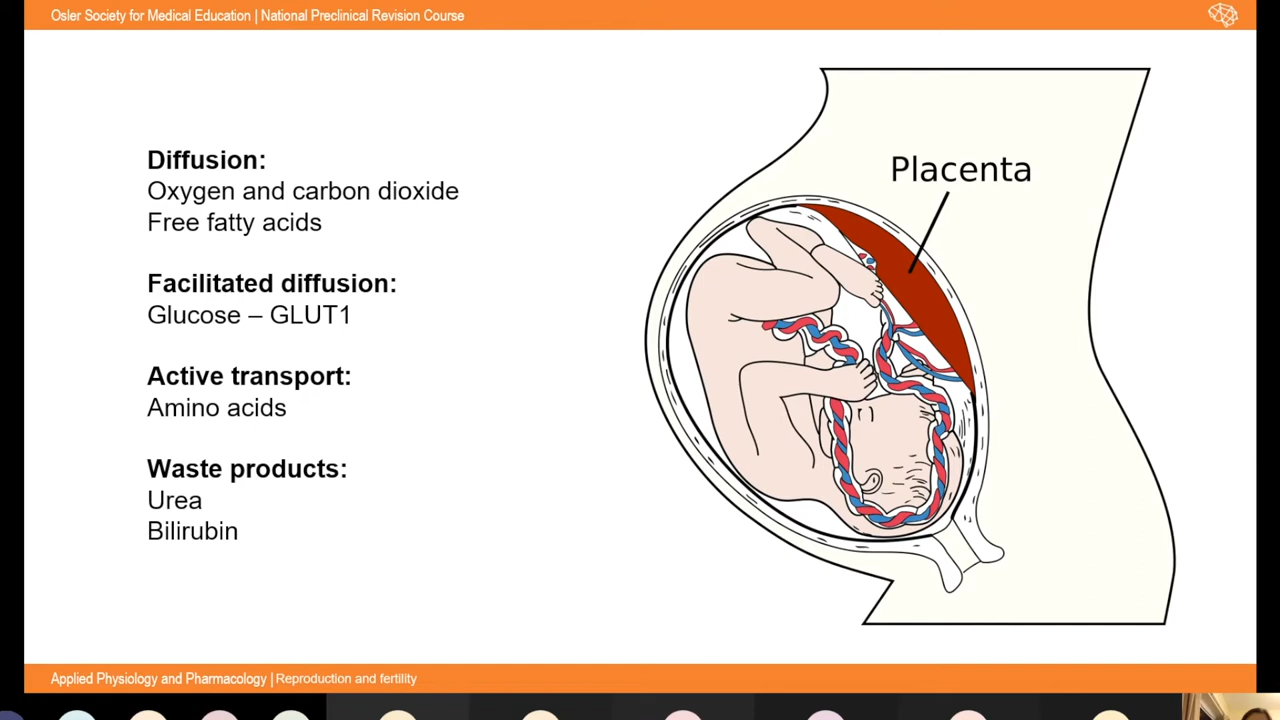 Osler Society for Medical Education | National Preclinical Revision Course
Diffusion:
Oxygen and carbon dioxide
Free fatty acids
Facilitated diffusion:
Glucose – GLUT1
Active transport:
Amino acids
Waste products:
Urea
Bilirubin
Placenta
Applied Physiology and Pharmacology | Reproduction and fertility